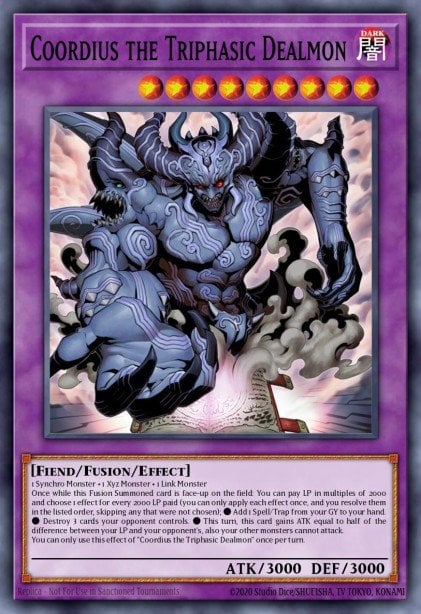 COORDIUS THE TRIPHASIC DEALMON
DARK
闇
[FIEND/FUSION/EFFECT]
1 Synchro Monster + 1 Xyz Monster + 1 Link Monster
Once while this Fusion Summoned card is face-up on the field: You can pay LP in multiples of 2000
and choose 1 effect for every 2000 LP paid (you can only apply each effect once, and you resolve them
in the listed order, skipping any that were not chosen); ● Add 1 Spell/Trap from your GY to your hand.
● Destroy 3 cards your opponent controls. ● This turn, this card gains ATK equal to half of the
difference between your LP and your opponent's, also your other monsters cannot attack.
You can only use this effect of "Coordius the Triphasic Dealmon" once per turn.
ATK/3000 DEF/3000
Replica - Not For Use in Sanctioned Tournaments
©2020 Studio Dice/SHUEISHA, TV TOKYO, KONAMI